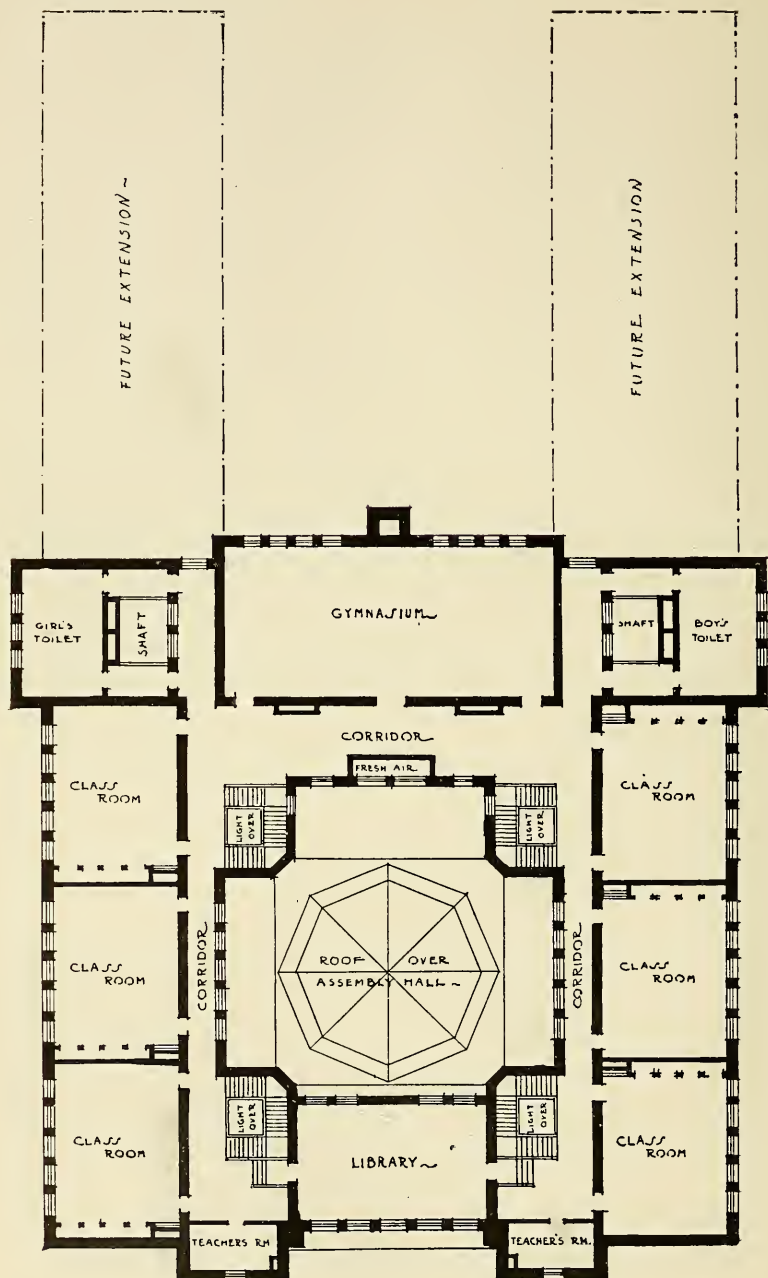 FUTURE EXTENSION~
FUTURE EXTENSION
GYMNASIUM~
GIRL'S
TOILET
SHAFT
SHAFT
BOY'S
TOILET
CORRIDOR
FRESH AIR
CLASS
ROOM
LIGHT
OVER
LIGHT
OVER
CLASS
ROOM
CORRIDOR
ROOF OVER
ASSEMBLY HALL~
CORRIDOR
CLASS
ROOM
CLASS
ROOM
CLASS
ROOM
LIGHT
OVER
LIBRARY~
LIGHT
OVER
CLASS
ROOM
TEACHERS RM
TEACHER'S RM.